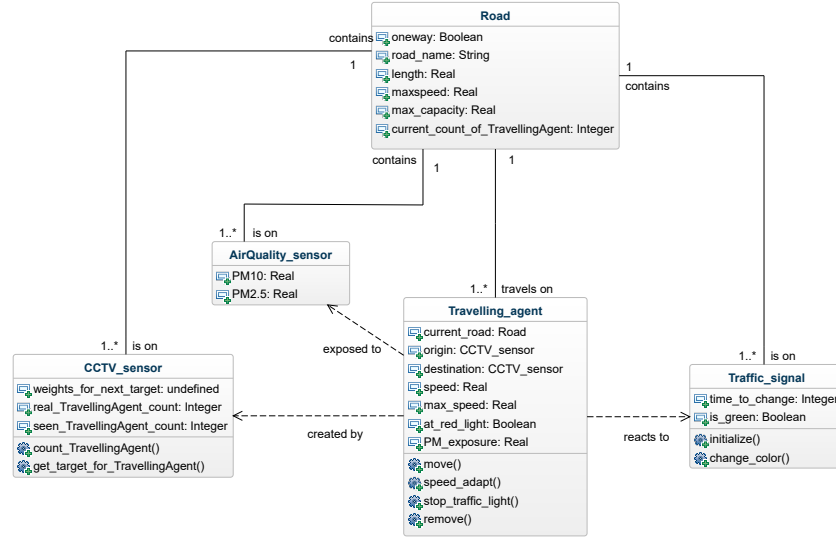 Road
oneway: Boolean
road_name: String
length: Real
maxspeed: Real
max_capacity: Real
current_count_of_TravellingAgent: Integer
contains
1
1
contains
contains
1
1
1..* is on
AirQuality_sensor
PM10: Real
PM2.5: Real
1..* travels on
Travelling_agent
current_road: Road
origin: CCTV_sensor
destination: CCTV_sensor
speed: Real
max_speed: Real
at_red_light: Boolean
PM_exposure: Real
move()
speed_adapt()
stop_traffic_light()
remove()
exposed to
1..* is on
CCTV_sensor
weights_for_next_target: undefined
real_TravellingAgent_count: Integer
seen_TravellingAgent_count: Integer
count_TravellingAgent()
get_target_for_TravellingAgent()
created by
reacts to
1..* is on
Traffic_signal
time_to_change: Integer
is_green: Boolean
initialize()
change_color()